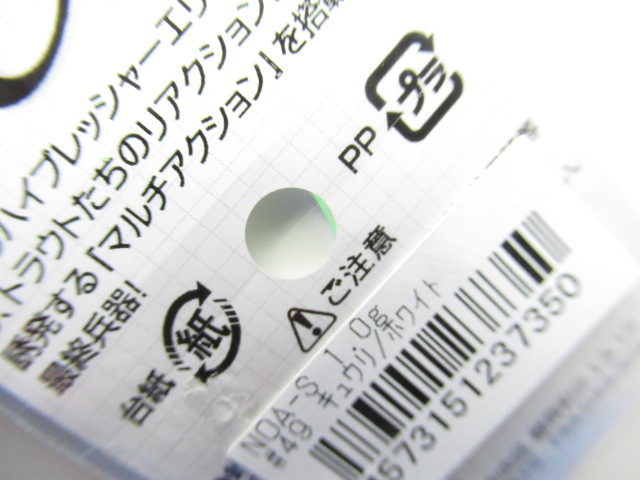 ハイプレッシャーエリ
、トラウトたちのリアクション
誘発する「マルチアクション」を搭載
最終兵器!
プラ
PP
紙
台紙
ご注意
NOA-S 1.0g
#4g キュウリ/ホワイト
573151237350